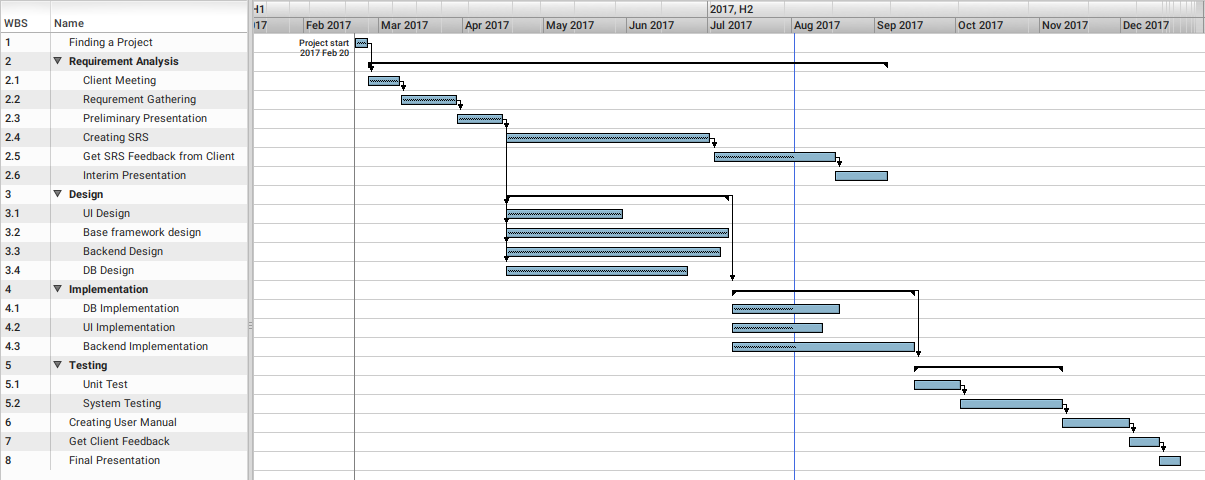 H1 2017, H2
WBS Name 017 Feb 2017 Mar 2017 Apr 2017 May 2017 Jun 2017 Jul 2017 Aug 2017 Sep 2017 Oct 2017 Nov 2017 Dec 2017
1 Finding a Project
Project start
2017 Feb 20
2 Requirement Analysis
2.1 Client Meeting
2.2 Requrement Gathering
2.3 Preliminary Presentation
2.4 Creating SRS
2.5 Get SRS Feedback from Client
2.6 Interim Presentation
3 Design
3.1 UI Design
3.2 Base framework design
3.3 Backend Design
3.4 DB Design
4 Implementation
4.1 DB Implementation
4.2 UI Implementation
4.3 Backend Implementation
5 Testing
5.1 Unit Test
5.2 System Testing
6 Creating User Manual
7 Get Client Feedback
8 Final Presentation